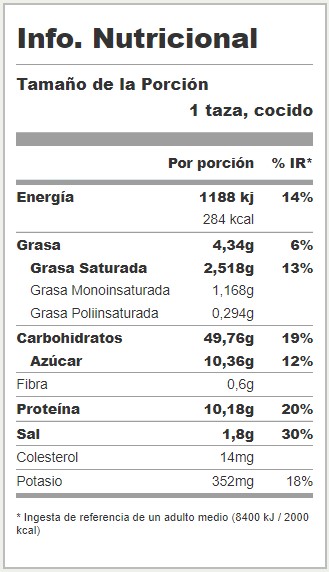 Info. Nutricional
Tamaño de la Porción
1 taza, cocido
Por porción % IR*
Energía 1188 kj 14%
284 kcal
Grasa 4,34g 6%
Grasa Saturada 2,518g 13%
Grasa Monoinsaturada 1,168g
Grasa Poliinsaturada 0,294g
Carbohidratos 49,76g 19%
Azúcar 10,36g 12%
Fibra 0,6g
Proteína 10,18g 20%
Sal 1,8g 30%
Colesterol 14mg
Potasio 352mg 18%
* Ingesta de referencia de un adulto medio (8400 kJ / 2000
kcal)